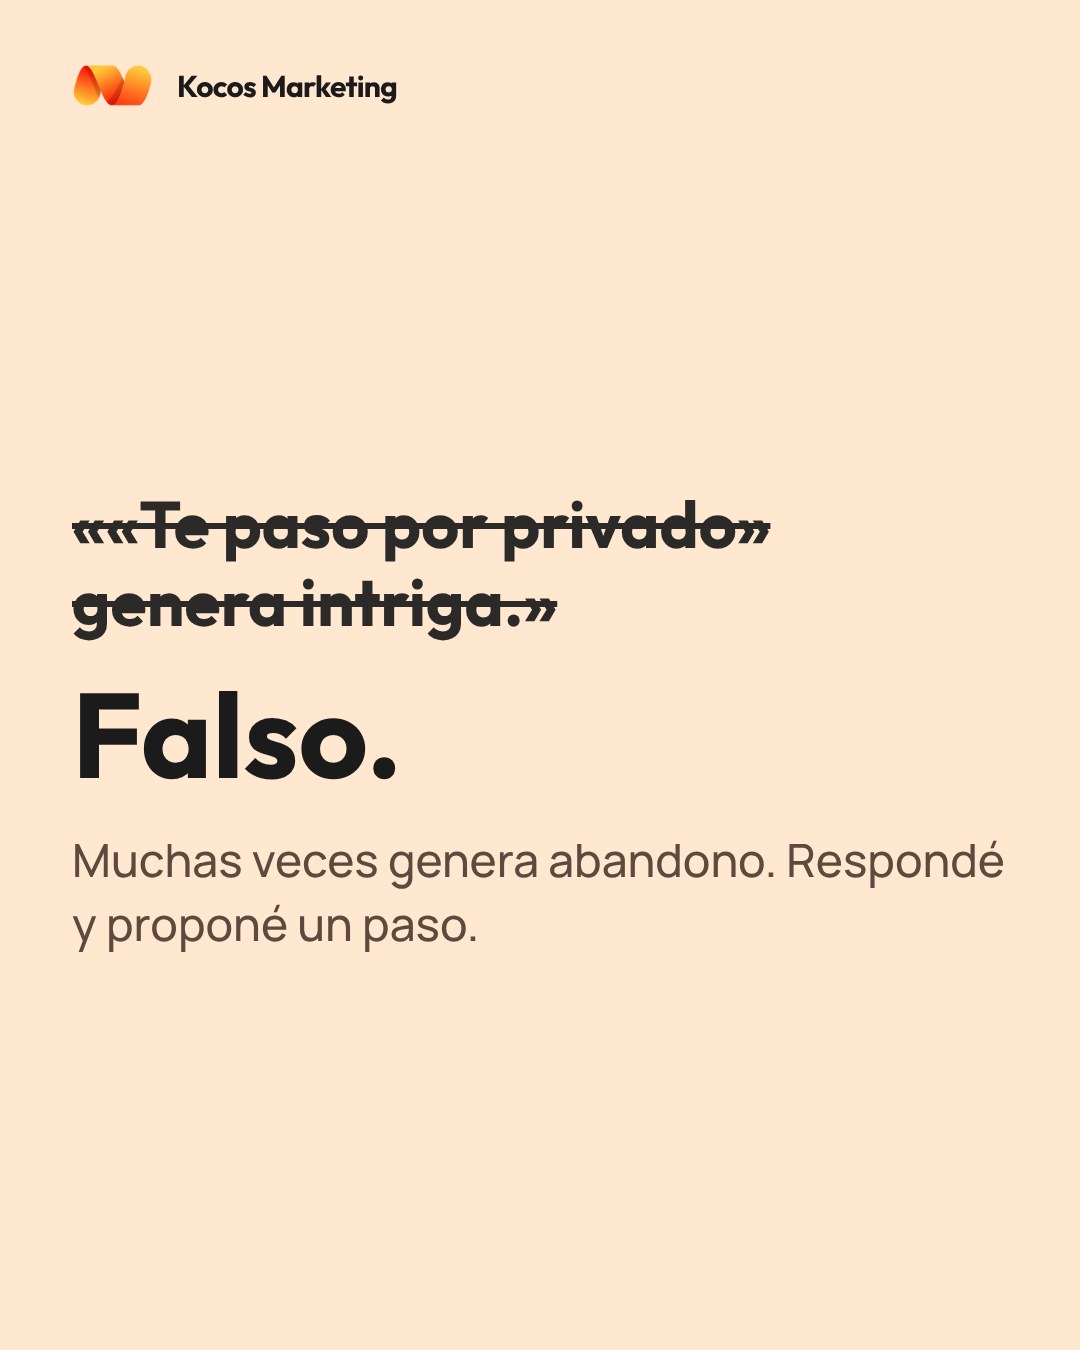 Kocos Marketing
««Te paso por privado»
genera intriga.»
Falso.
Muchas veces genera abandono. Respondé
y proponé un paso.